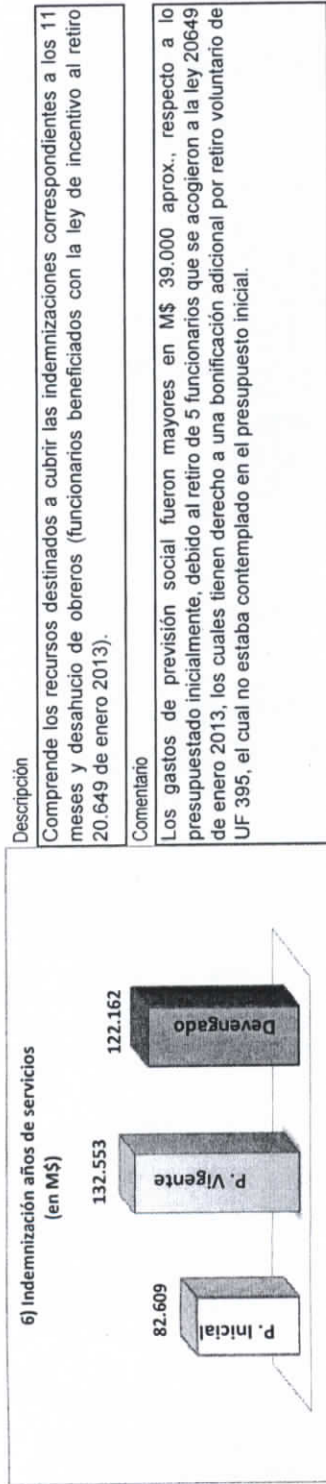 6) Indemnización años de servicios
(en M$)
82.609
132.553
122.162
P. Inicial
P. Vigente
Devengado
Descripción
Comprende los recursos destinados a cubrir las indemnizaciones correspondientes a los 11
meses y desahucio de obreros (funcionarios beneficiados con la ley de incentivo al retiro
20.649 de enero 2013).
Comentario
Los gastos de previsión social fueron mayores en M$ 39.000 aprox., respecto a lo
presupuestado inicialmente, debido al retiro de 5 funcionarios que se acogieron a la ley 20649
de enero 2013, los cuales tienen derecho a una bonificación adicional por retiro voluntario de
UF 395, el cual no estaba contemplado en el presupuesto inicial.